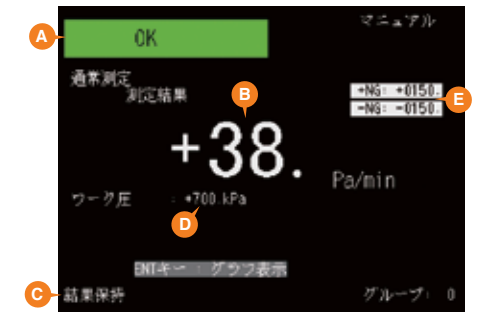 A
OK
マニュアル
通常測定
測定結果
B
+NG: +0150.
-NG: -0150.
E
+38.
Pa/min
ワーク圧 : +700.kPa
D
ENTキー : グラフ表示
C
結果保持
グループ: 0